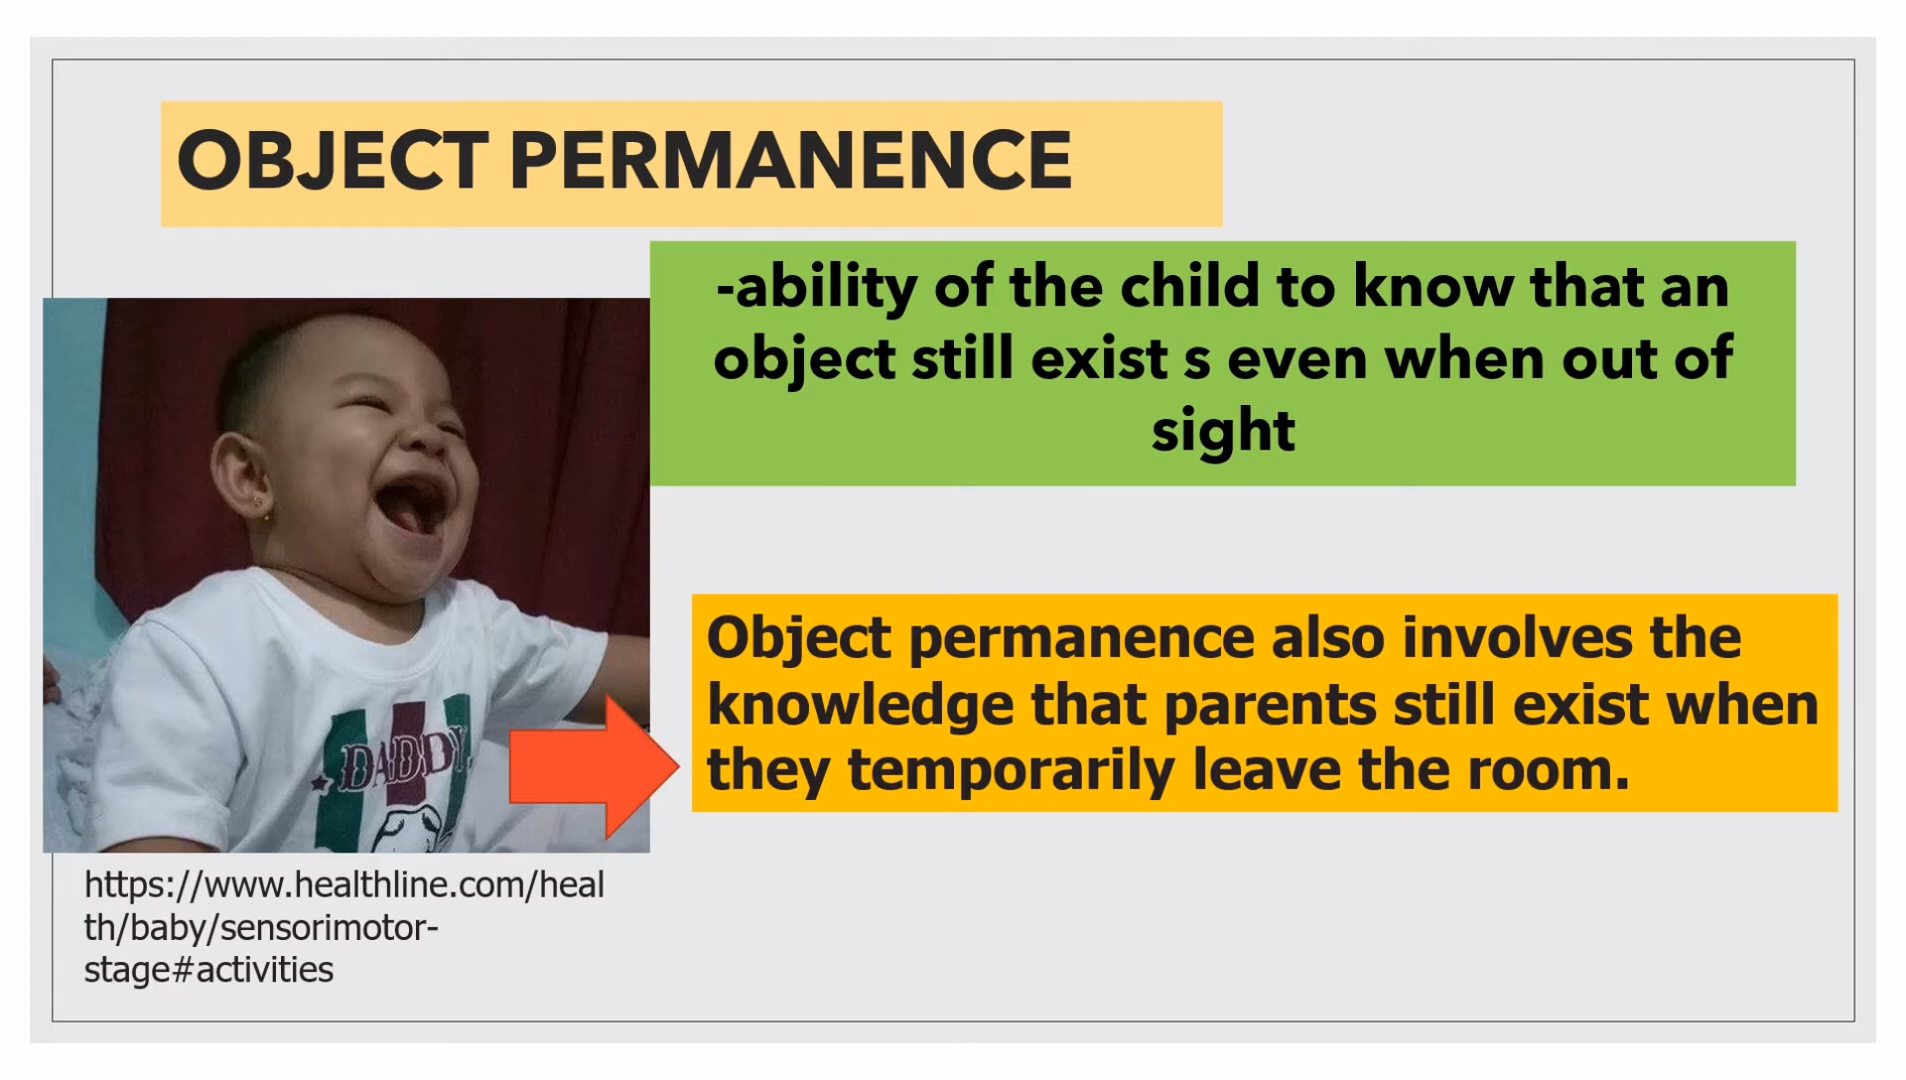 OBJECT PERMANENCE
-ability of the child to know that an
object still exist s even when out of
sight
DADDY
Object permanence also involves the
knowledge that parents still exist when
they temporarily leave the room.
https://www.healthline.com/heal
th/baby/sensorimotor-
stage#activities